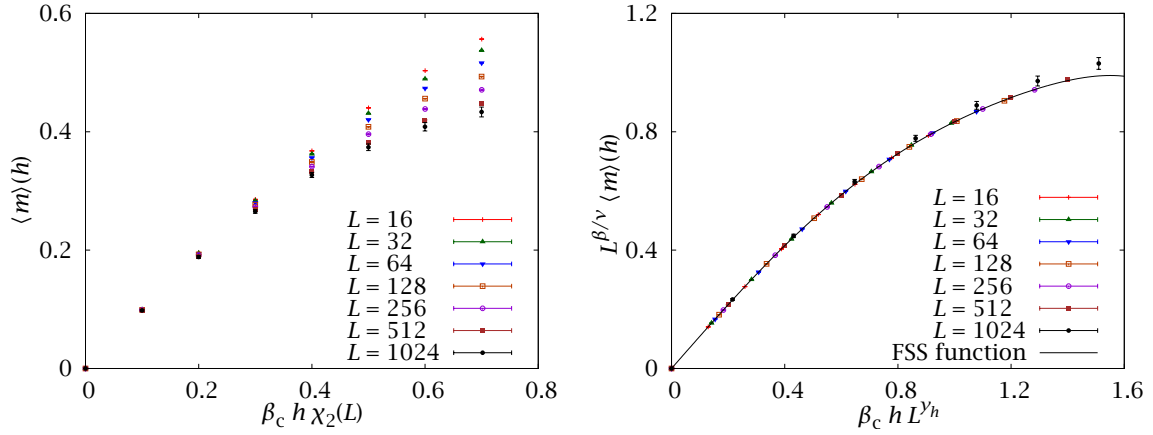 0.6
0.4
0.2
0
0
0.2
0.4
0.6
0.8
⟨m⟩(h)
β_c h χ_2(L)
L = 16
L = 32
L = 64
L = 128
L = 256
L = 512
L = 1024
1.2
0.8
0.4
0
0
0.4
0.8
1.2
1.6
L^{β/ν} ⟨m⟩(h)
β_c h L^{y_h}
L = 16
L = 32
L = 64
L = 128
L = 256
L = 512
L = 1024
FSS function